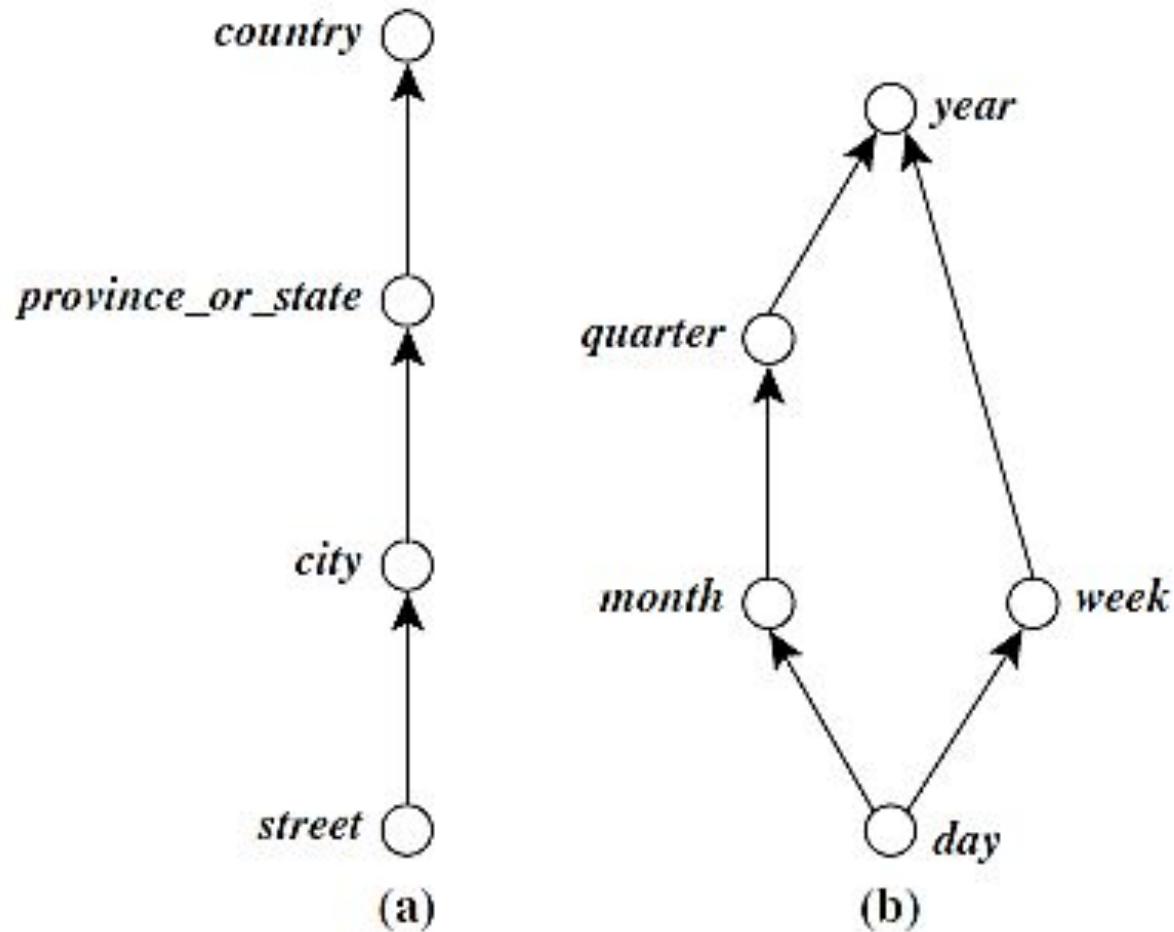 country
province_or_state
city
street
(a)
year
quarter
month
week
day
(b)